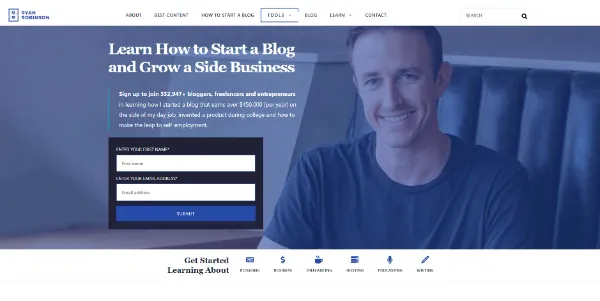 RYAN
ROBINSON
ABOUT
BEST CONTENT
HOW TO START A BLOG
TOOLS
BLOG
LEARN
CONTACT
SEARCH
Learn How to Start a Blog
and Grow a Side Business
Sign up to join 332,947+ bloggers, freelancers and entrepreneurs
in learning how I started a blog that earns over $450,000 (per year) on
the side of my day job, invented a product during college and how to
make the leap to self employment.
ENTER YOUR FIRST NAME*
First name
ENTER YOUR EMAIL ADDRESS*
Email address
SUBMIT
Get Started
Learning About
BLOGGING
BUSINESS
FREELANCING
HOSTING
PODCASTING
WRITING